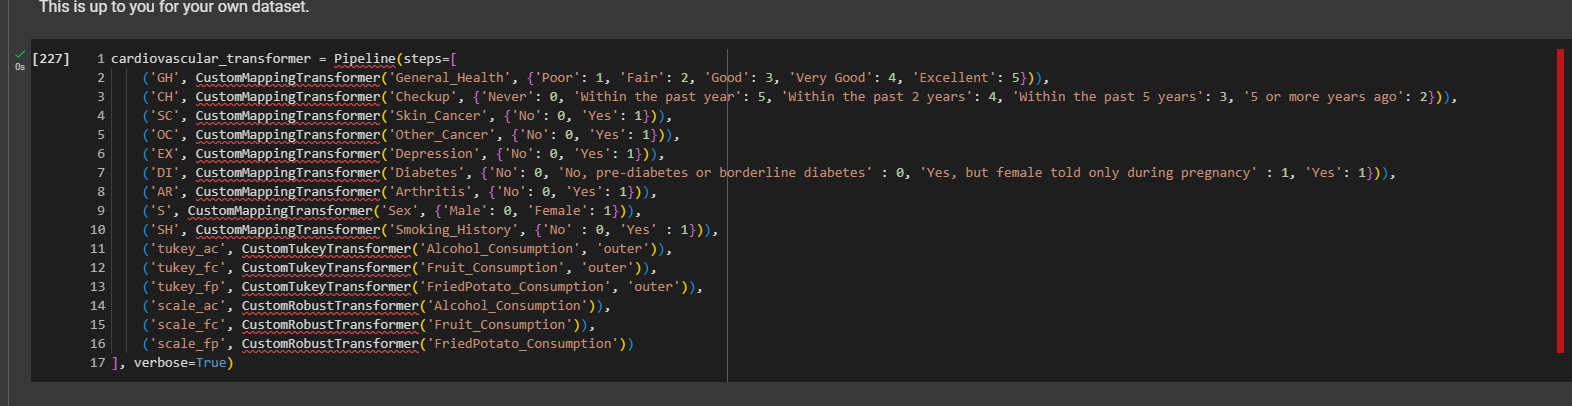 This is up to you for your own dataset.
0s
[227]
1 cardiovascular_transformer = Pipeline(steps=[
2 ('GH', CustomMappingTransformer('General_Health', {'Poor': 1, 'Fair': 2, 'Good': 3, 'Very Good': 4, 'Excellent': 5})),
3 ('CH', CustomMappingTransformer('Checkup', {'Never': 0, 'Within the past year': 5, 'Within the past 2 years': 4, 'Within the past 5 years': 3, '5 or more years ago': 2})),
4 ('SC', CustomMappingTransformer('Skin_Cancer', {'No': 0, 'Yes': 1})),
5 ('OC', CustomMappingTransformer('Other_Cancer', {'No': 0, 'Yes': 1})),
6 ('EX', CustomMappingTransformer('Depression', {'No': 0, 'Yes': 1})),
7 ('DI', CustomMappingTransformer('Diabetes', {'No': 0, 'No, pre-diabetes or borderline diabetes' : 0, 'Yes, but female told only during pregnancy' : 1, 'Yes': 1})),
8 ('AR', CustomMappingTransformer('Arthritis', {'No': 0, 'Yes': 1})),
9 ('S', CustomMappingTransformer('Sex', {'Male': 0, 'Female': 1})),
10 ('SH', CustomMappingTransformer('Smoking_History', {'No' : 0, 'Yes' : 1})),
11 ('tukey_ac', CustomTukeyTransformer('Alcohol_Consumption', 'outer')),
12 ('tukey_fc', CustomTukeyTransformer('Fruit_Consumption', 'outer')),
13 ('tukey_fp', CustomTukeyTransformer('FriedPotato_Consumption', 'outer')),
14 ('scale_ac', CustomRobustTransformer('Alcohol_Consumption')),
15 ('scale_fc', CustomRobustTransformer('Fruit_Consumption')),
16 ('scale_fp', CustomRobustTransformer('FriedPotato_Consumption'))
17 ], verbose=True)